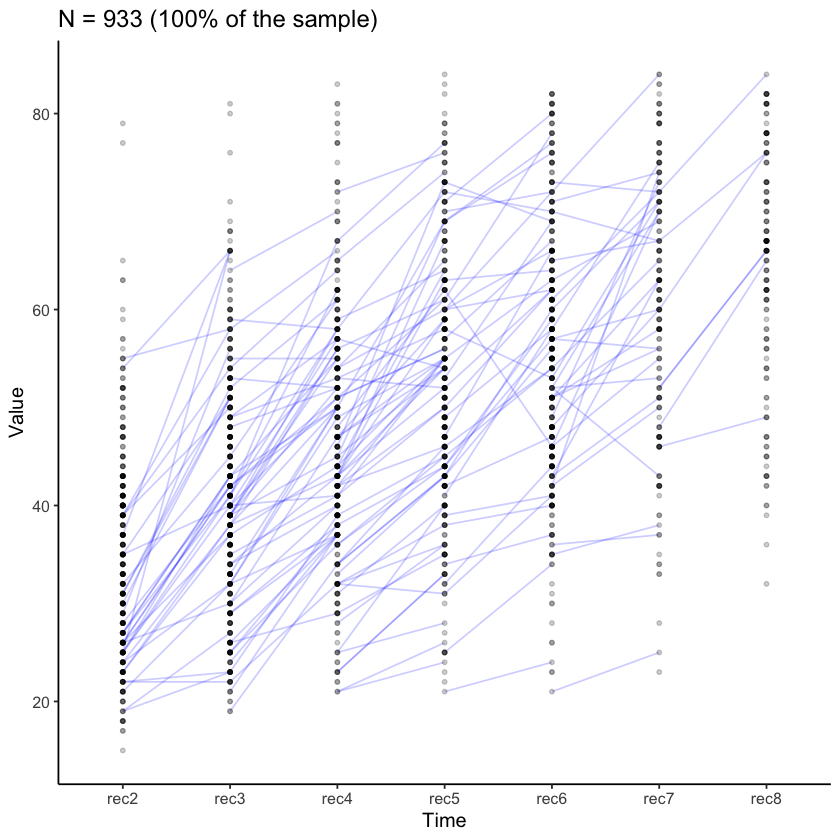 N = 933 (100% of the sample)
80
60
40
20
Value
rec2 rec3 rec4 rec5 rec6 rec7 rec8
Time